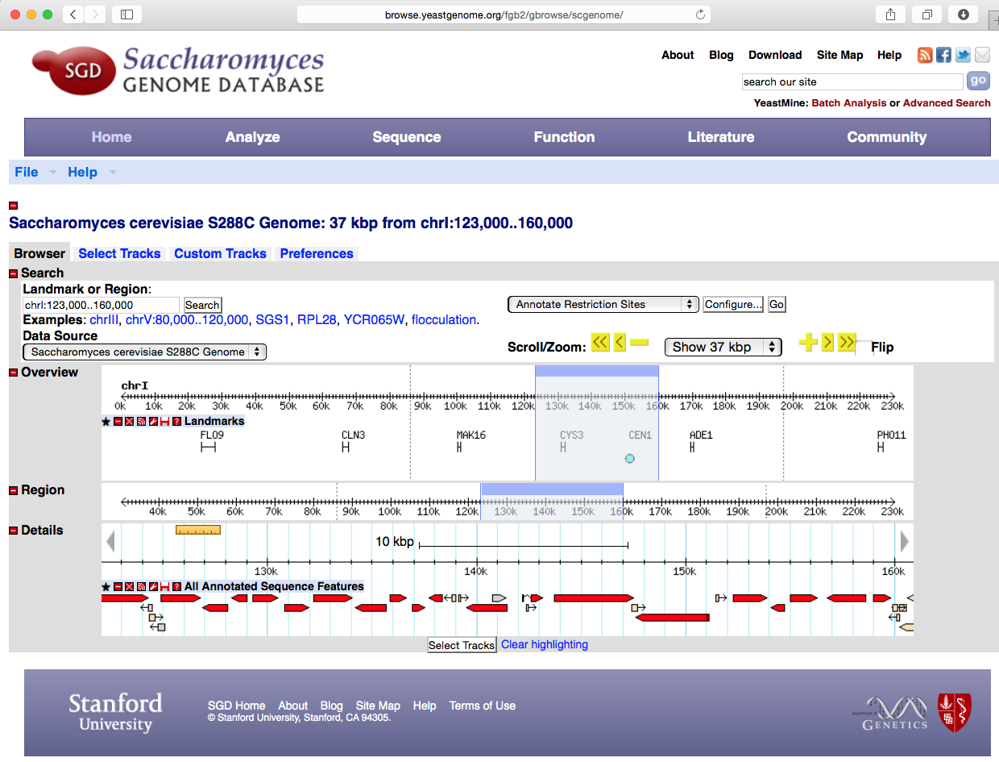 browse.yeastgenome.org/fgb2/gbrowse/scgenome/
SGD
Saccharomyces
GENOME DATABASE
About Blog Download Site Map Help
search our site go
YeastMine: Batch Analysis or Advanced Search
Home Analyze Sequence Function Literature Community
File Help
Saccharomyces cerevisiae S288C Genome: 37 kbp from chrI:123,000..160,000
Browser Select Tracks Custom Tracks Preferences
Search
Landmark or Region:
chrI:123,000..160,000 Search Annotate Restriction Sites Configure... Go
Examples: chrIII, chrV:80,000..120,000, SGS1, RPL28, YCR065W, flocculation.
Data Source
Saccharomyces cerevisiae S288C Genome
Scroll/Zoom: Show 37 kbp Flip
Overview
chrI
0k 10k 20k 30k 40k 50k 60k 70k 80k 90k 100k 110k 120k 130k 140k 150k 160k 170k 180k 190k 200k 210k 220k 230k
Landmarks
FLO9 CLN3 MAK16 CYS3 CEN1 ADE1 PHO11
Region
40k 50k 60k 70k 80k 90k 100k 110k 120k 130k 140k 150k 160k 170k 180k 190k 200k 210k 220k 230k
Details
10 kbp
130k 140k 150k 160k
All Annotated Sequence Features
Select Tracks Clear highlighting
Stanford
University
SGD Home About Blog Site Map Help Terms of Use
© Stanford University, Stanford, CA 94305.
department of
GENETICS